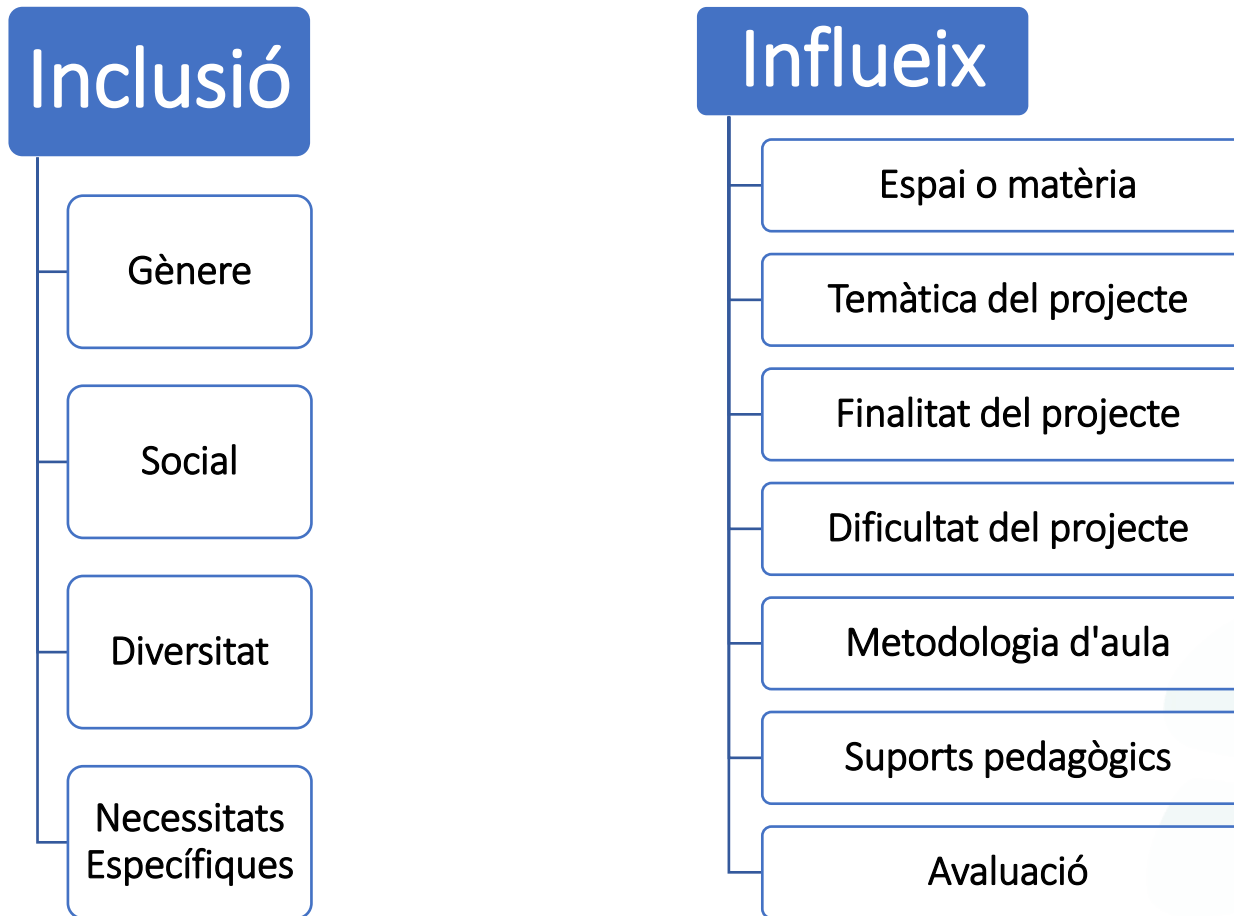 Inclusió
Gènere
Social
Diversitat
Necessitats
Específiques
Influeix
Espai o matèria
Temàtica del projecte
Finalitat del projecte
Dificultat del projecte
Metodologia d'aula
Suports pedagògics
Avaluació